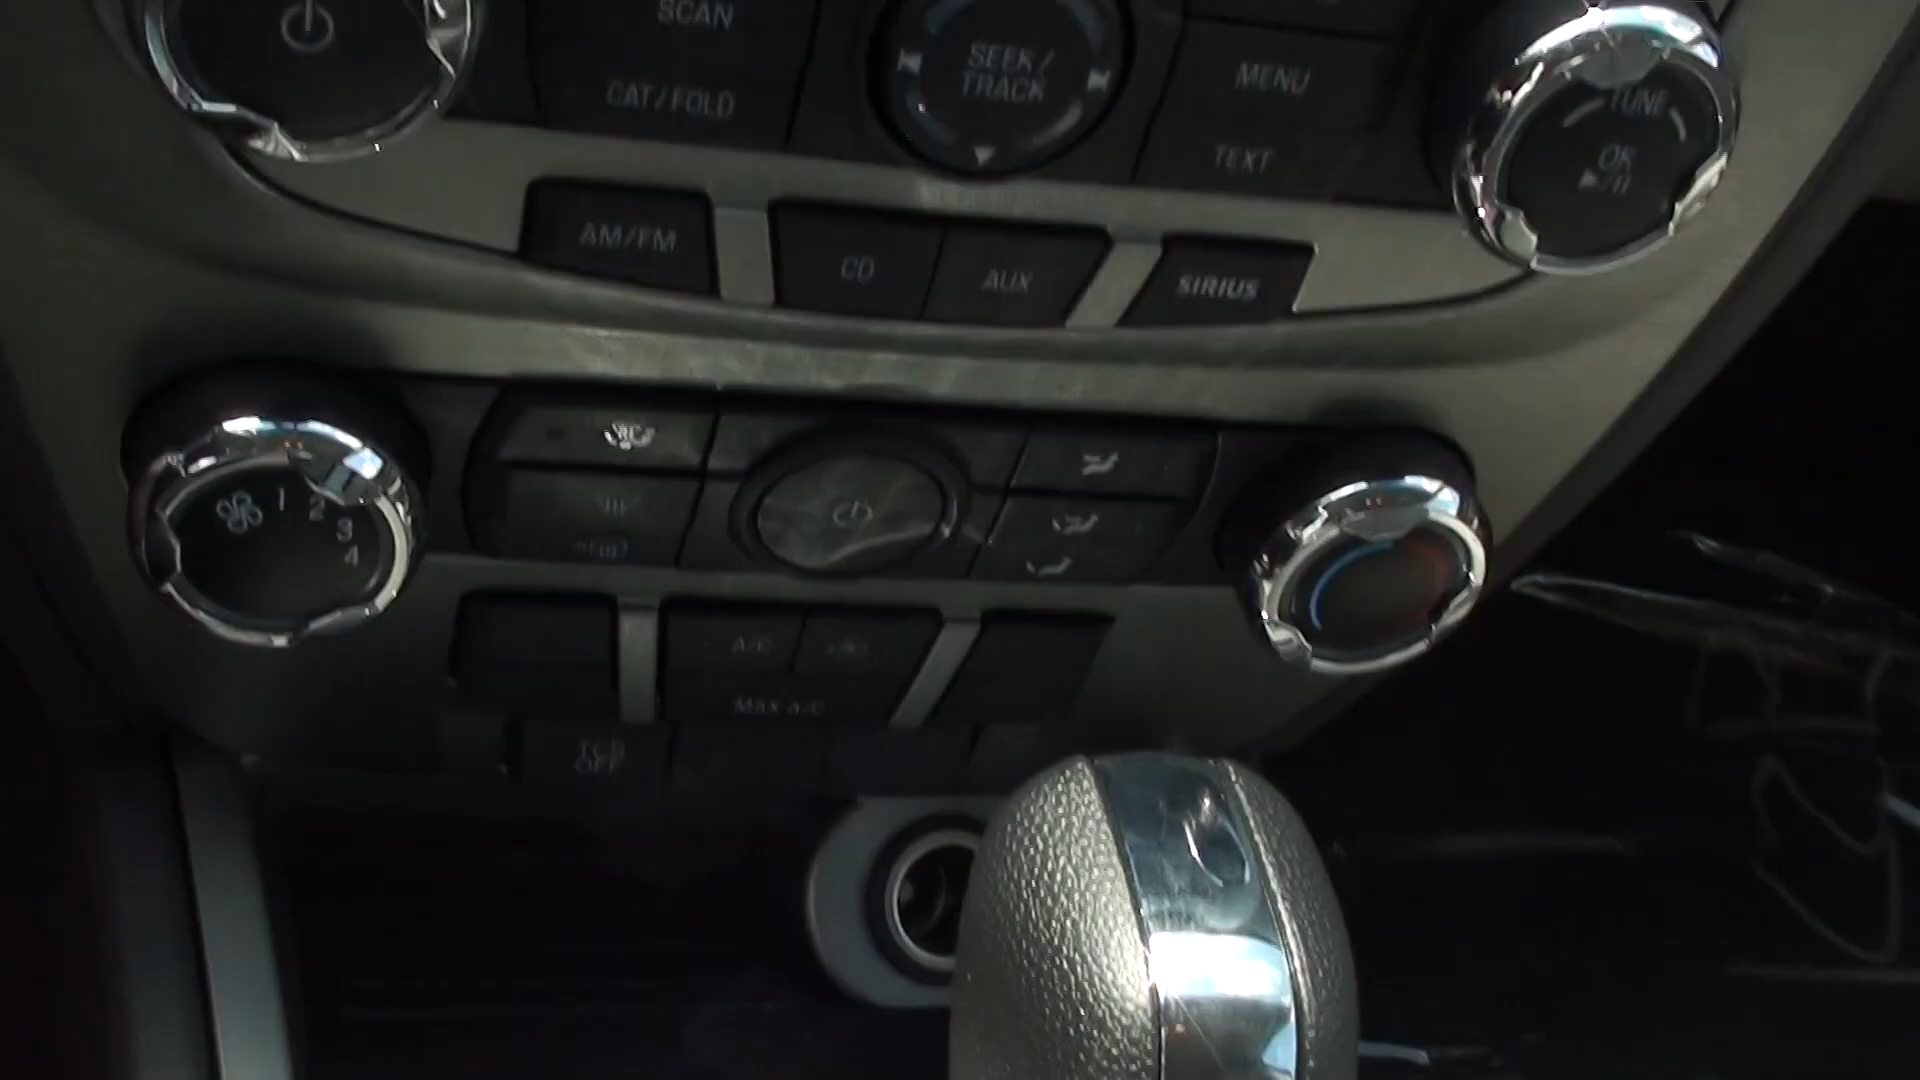 SCAN
SEEK/
TRACK
CAT/FOLD
MENU
TEXT
TUNE
OK
AM/FM
CD
AUX
SIRIUS
1
2
3
4
A/C
MAX A/C
TCS
OFF